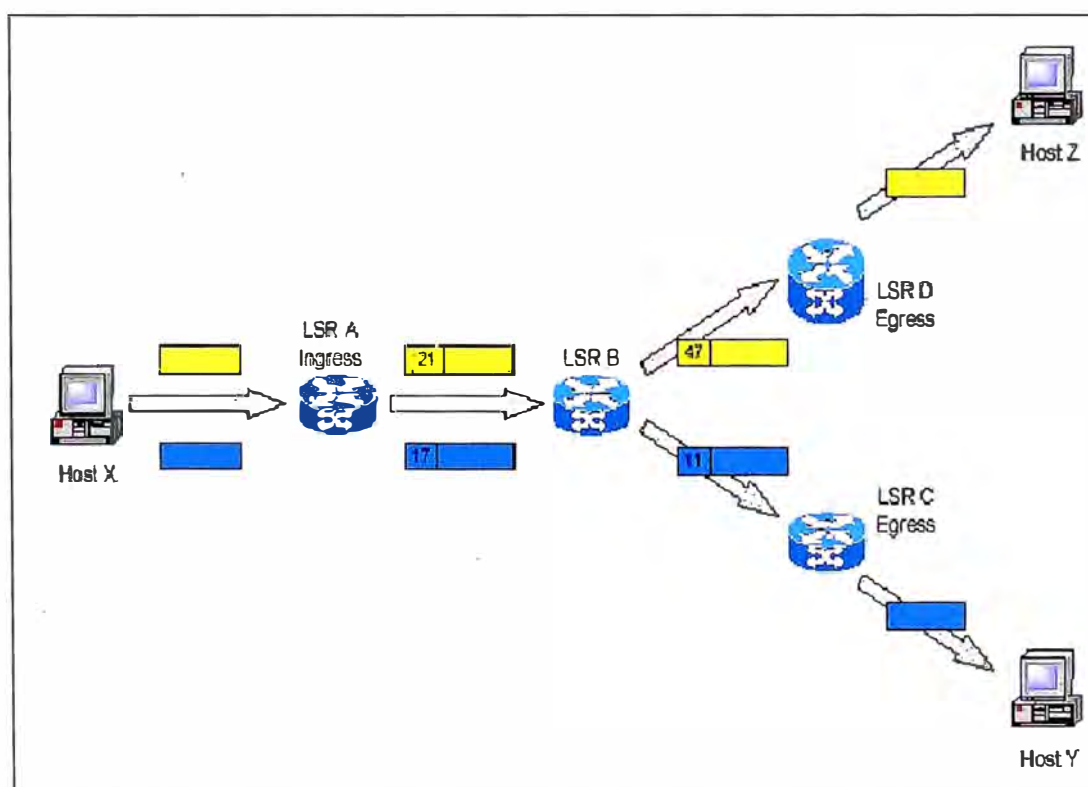 Host Z
LSR D
Egress
LSR A
Ingress
21
LSR B
47
Host X
17
11
LSR C
Egress
Host Y